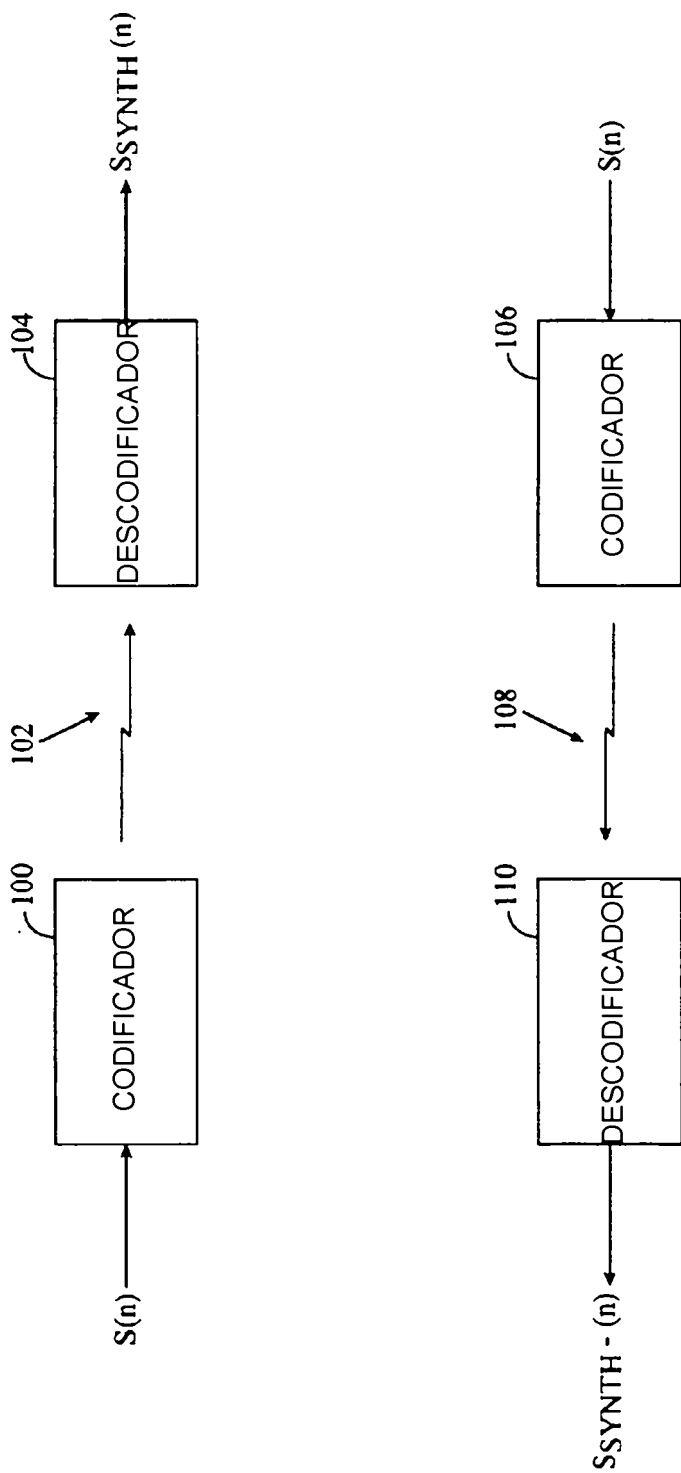 S(n)
100
CODIFICADOR
102
104
DESCODIFICADOR
SSYNTH (n)
SSYNTH - (n)
110
DESCODIFICADOR
108
106
CODIFICADOR
S(n)